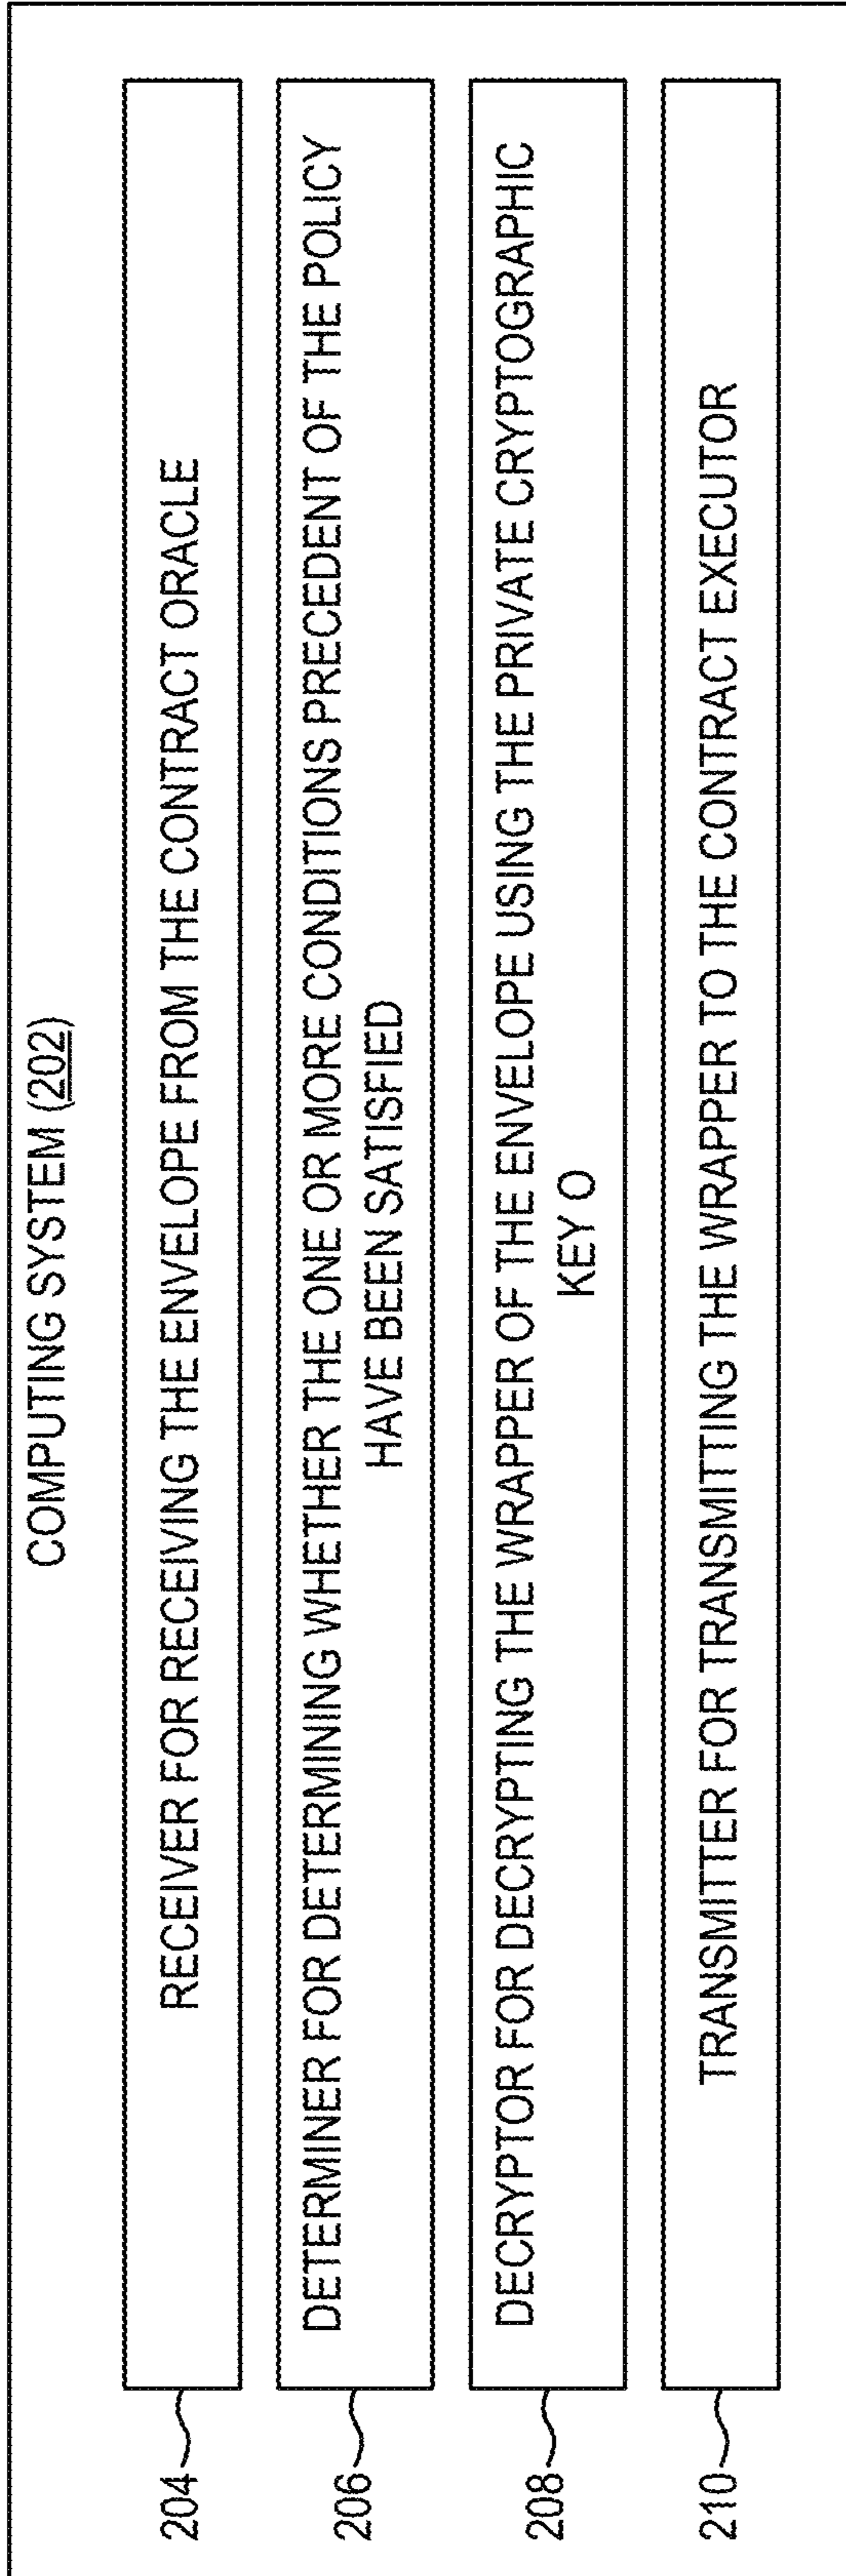 COMPUTING SYSTEM (202)
204
RECEIVER FOR RECEIVING THE ENVELOPE FROM THE CONTRACT ORACLE
206
DETERMINER FOR DETERMINING WHETHER THE ONE OR MORE CONDITIONS PRECEDENT OF THE POLICY
HAVE BEEN SATISFIED
208
DECRYPTOR FOR DECRYPTING THE WRAPPER OF THE ENVELOPE USING THE PRIVATE CRYPTOGRAPHIC
KEY O
210
TRANSMITTER FOR TRANSMITTING THE WRAPPER TO THE CONTRACT EXECUTOR